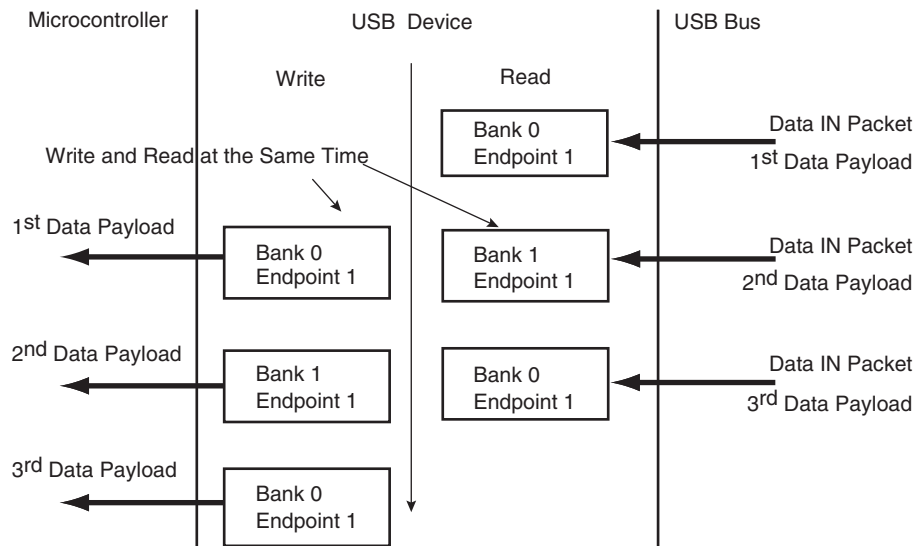 Microcontroller
USB Device
USB Bus
Write
Read
Bank 0
Endpoint 1
Data IN Packet
1st Data Payload
Write and Read at the Same Time
1st Data Payload
Bank 0
Endpoint 1
Bank 1
Endpoint 1
Data IN Packet
2nd Data Payload
2nd Data Payload
Bank 1
Endpoint 1
Bank 0
Endpoint 1
Data IN Packet
3rd Data Payload
3rd Data Payload
Bank 0
Endpoint 1